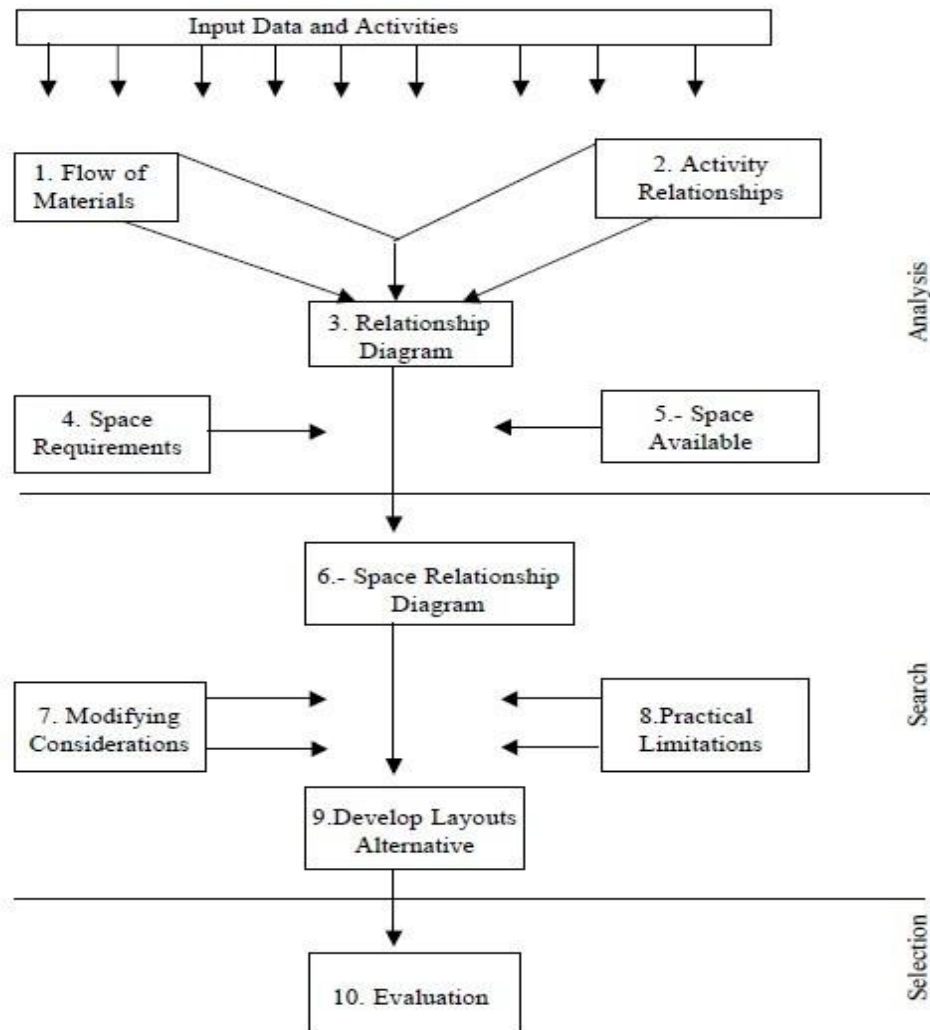 Input Data and Activities
1. Flow of
Materials
2. Activity
Relationships
3. Relationship
Diagram
Analysis
4. Space
Requirements
5.- Space
Available
6.- Space Relationship
Diagram
7. Modifying
Considerations
8.Practical
Limitations
Search
9.Develop Layouts
Alternative
10. Evaluation
Selection